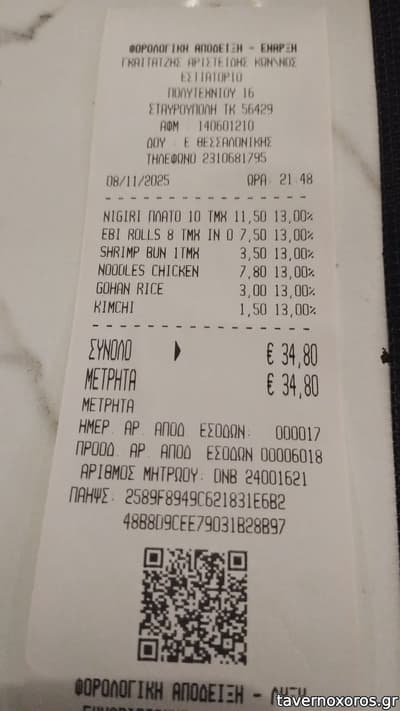 ΦΟΡΟΛΟΓΙΚΗ ΑΠΟΔΕΙΞΗ - ΕΝΑΡΞΗ
ΓΚΑΙΤΑΤΖΗΣ ΑΡΙΣΤΕΙΔΗΣ ΚΩΝ\ΝΟΣ
ΕΣΤΙΑΤΟΡΙΟ
ΠΟΛΥΤΕΧΝΙΟΥ 16
ΣΤΑΥΡΟΥΠΟΛΗ ΤΚ 56429
ΑΦΜ : 140601210
ΔΟΥ : Ε ΘΕΣΣΑΛΟΝΙΚΗΣ
ΤΗΛΕΦΩΝΟ 2310681795
08/11/2025 ΩΡΑ: 21:48
NIGIRI ΠΛΑΤΟ 10 ΤΜΧ 11,50 13,00%
EBI ROLLS 8 ΤΜΧ IN O 7,50 13,00%
SHRIMP BUN 1ΤΜΧ 3,50 13,00%
NOODLES CHICKEN 7,80 13,00%
GOHAN RICE 3,00 13,00%
KIMCHI 1,50 13,00%
ΣΥΝΟΛΟ € 34,80
ΜΕΤΡΗΤΑ € 34,80
ΜΕΤΡΗΤΑ
ΗΜΕΡ. ΑΡ. ΑΠΟΔ. ΕΣΟΔΩΝ: 000017
ΠΡΟΟΔ. ΑΡ. ΑΠΟΔ. ΕΣΟΔΩΝ 00006018
ΑΡΙΘΜΟΣ ΜΗΤΡΩΟΥ: DNB 24001621
ΠΑΗΨΣ: 2589F8949C621831E6B2
48B8D9CEE79031B28B97
ΦΟΡΟΛΟΓΙΚΗ ΑΠΟΔΕΙΞΗ - ΛΗΞΗ
tavernoxoros.gr